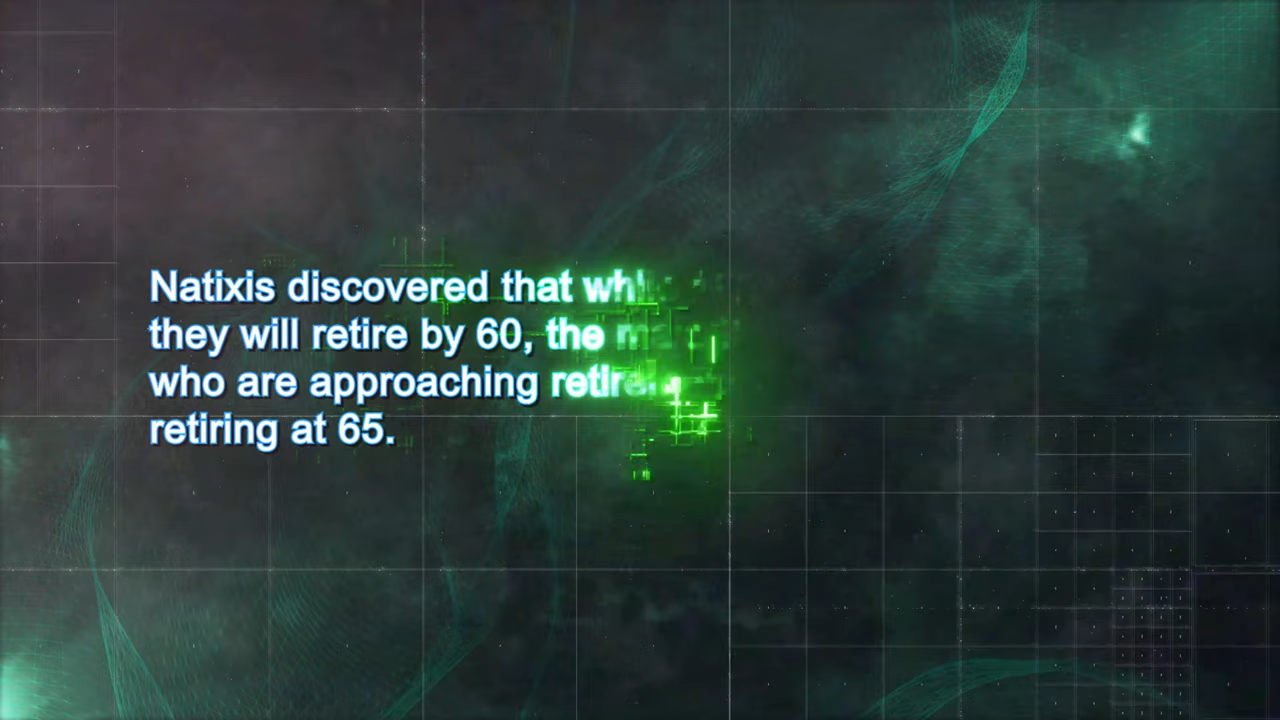 Natixis discovered that
they will retire by 60, the
who are approaching
retiring at 65.